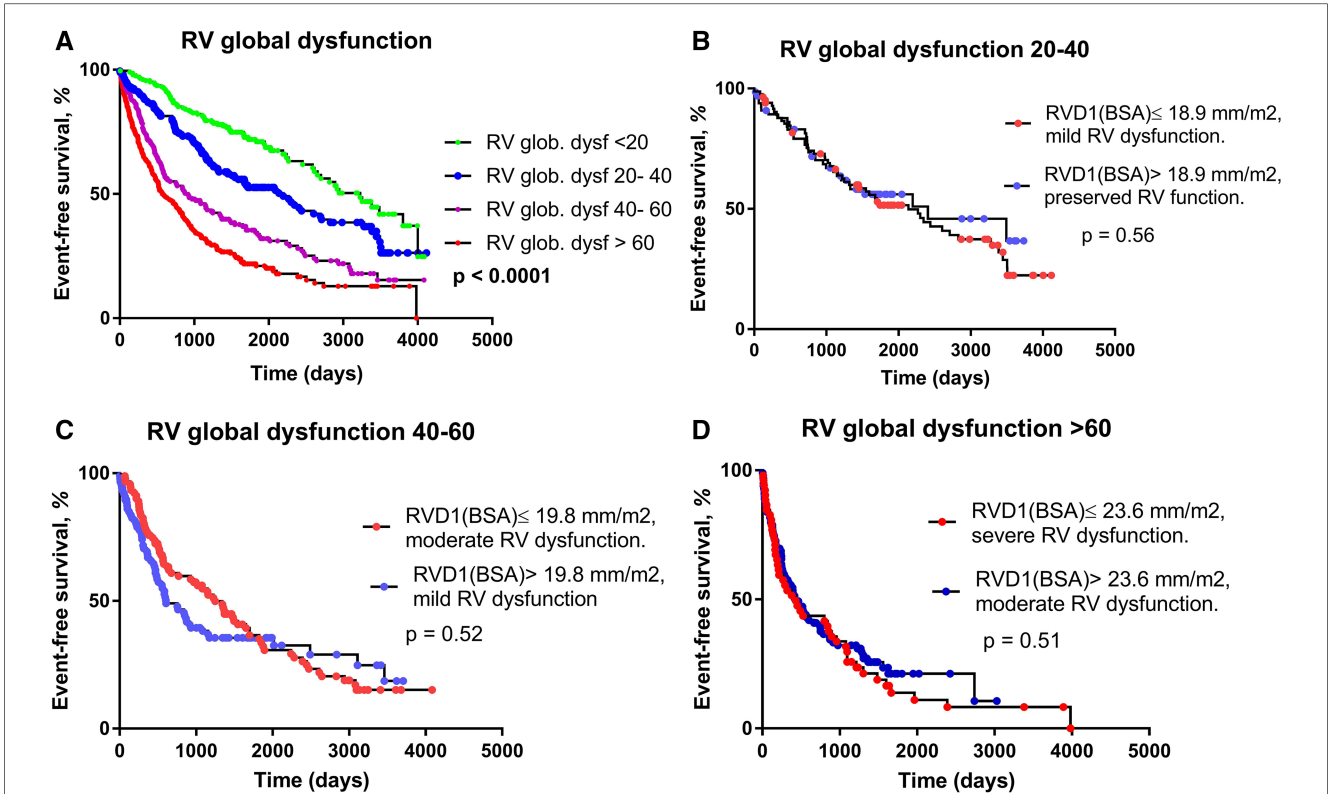 A
RV global dysfunction
Event-free survival, %
100
50
0
0 1000 2000 3000 4000 5000
Time (days)
RV glob. dysf <20
RV glob. dysf 20- 40
RV glob. dysf 40- 60
RV glob. dysf > 60
p < 0.0001
B
RV global dysfunction 20-40
Event-free survival, %
100
50
0
0 1000 2000 3000 4000 5000
Time (days)
RVD1(BSA)≤ 18.9 mm/m2,
mild RV dysfunction.
RVD1(BSA)> 18.9 mm/m2,
preserved RV function.
p = 0.56
C
RV global dysfunction 40-60
Event-free survival, %
100
50
0
0 1000 2000 3000 4000 5000
Time (days)
RVD1(BSA)≤ 19.8 mm/m2,
moderate RV dysfunction.
RVD1(BSA)> 19.8 mm/m2,
mild RV dysfunction
p = 0.52
D
RV global dysfunction >60
Event-free survival, %
100
50
0
0 1000 2000 3000 4000 5000
Time (days)
RVD1(BSA)≤ 23.6 mm/m2,
severe RV dysfunction.
RVD1(BSA)> 23.6 mm/m2,
moderate RV dysfunction.
p = 0.51